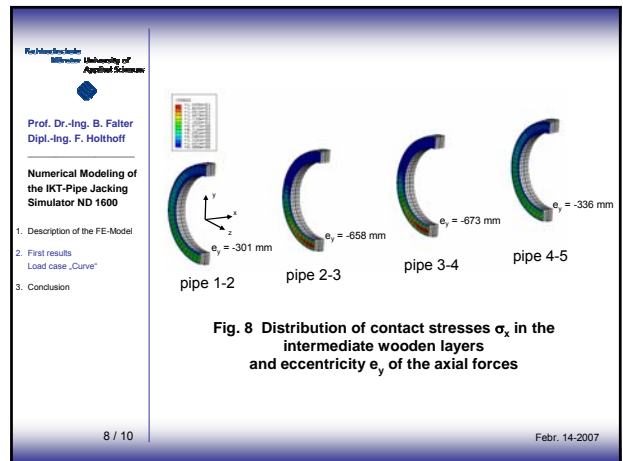 Fachhochschule
Münster University of
Applied Sciences
Prof. Dr.-Ing. B. Falter
Dipl.-Ing. F. Holthoff
Numerical Modeling of
the IKT-Pipe Jacking
Simulator ND 1600
1. Description of the FE-Model
2. First results
Load case „Curve“
3. Conclusion
y
x
z
e_y = -301 mm
e_y = -658 mm
e_y = -673 mm
e_y = -336 mm
pipe 1-2
pipe 2-3
pipe 3-4
pipe 4-5
Fig. 8 Distribution of contact stresses σ_x in the
intermediate wooden layers
and eccentricity e_y of the axial forces
8 / 10
Febr. 14-2007